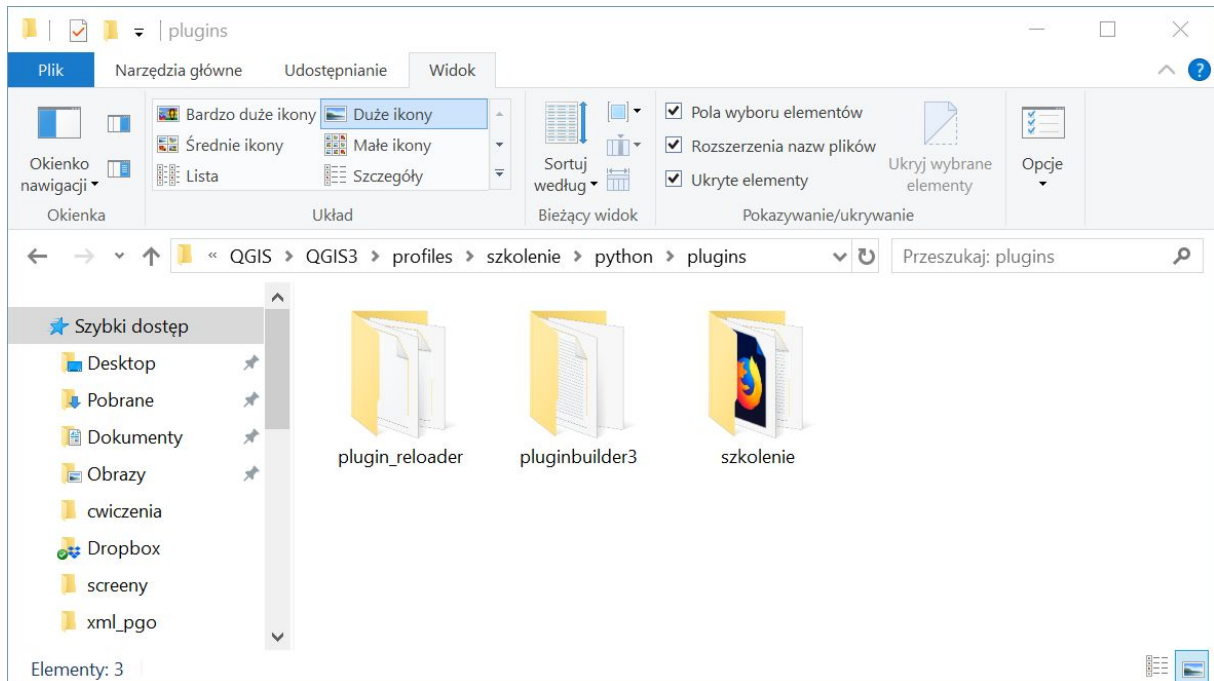 plugins
Plik Narzędzia główne Udostępnianie Widok
Bardzo duże ikony Duże ikony
Średnie ikony Małe ikony
Lista Szczegóły
Okienko nawigacji
Sortuj według
Pola wyboru elementów
Rozszerzenia nazw plików
Ukryte elementy
Ukryj wybrane elementy
Opcje
Okienka Układ Bieżący widok Pokazywanie/ukrywanie
« QGIS > QGIS3 > profiles > szkolenie > python > plugins
Przeszukaj: plugins
Szybki dostęp
Desktop
Pobrane
Dokumenty
Obrazy
cwiczenia
Dropbox
screeny
xml_pgo
plugin_reloader pluginbuilder3 szkolenie
Elementy: 3